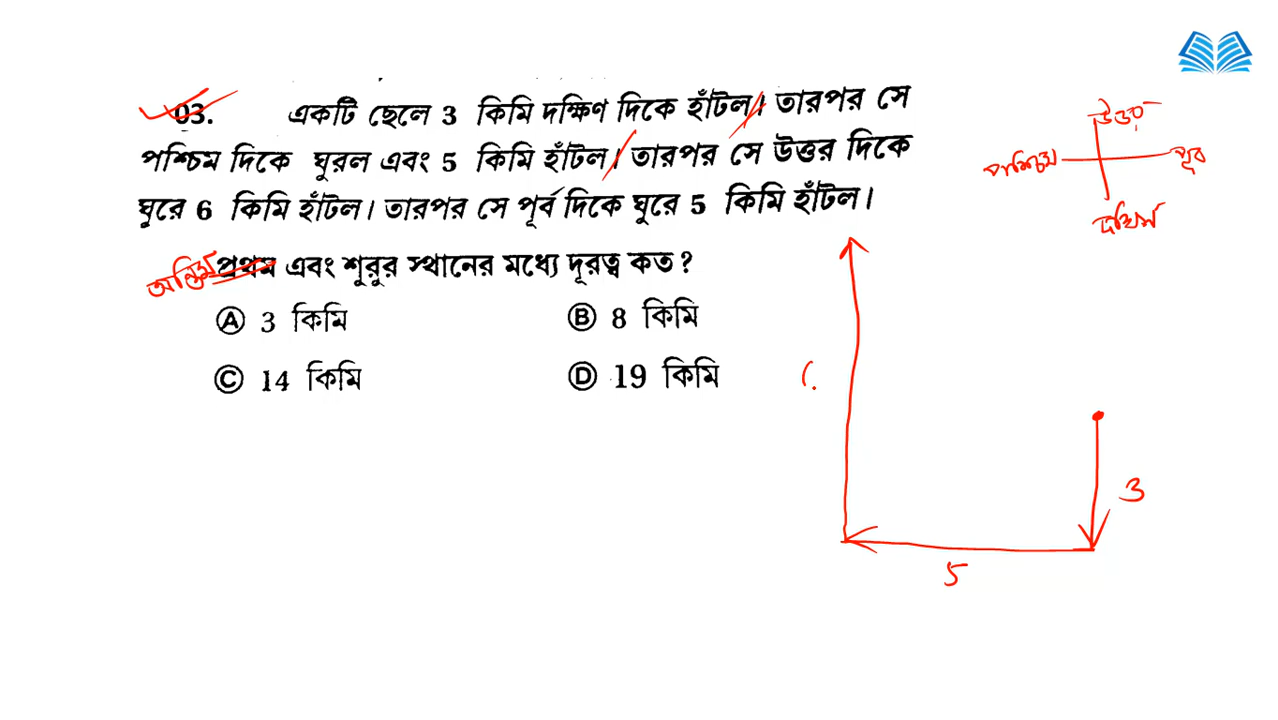 03. একটি ছেলে 3 কিমি দক্ষিণ দিকে হাঁটল। তারপর সে
পশ্চিম দিকে ঘুরল এবং 5 কিমি হাঁটল। তারপর সে উত্তর দিকে
ঘুরে 6 কিমি হাঁটল। তারপর সে পূর্ব দিকে ঘুরে 5 কিমি হাঁটল।
অন্তিম প্রথম এবং শুরুর স্থানের মধ্যে দূরত্ব কত?
A 3 কিমি
B 8 কিমি
C 14 কিমি
D 19 কিমি
উত্তর
পশ্চিম
পূব
3
5